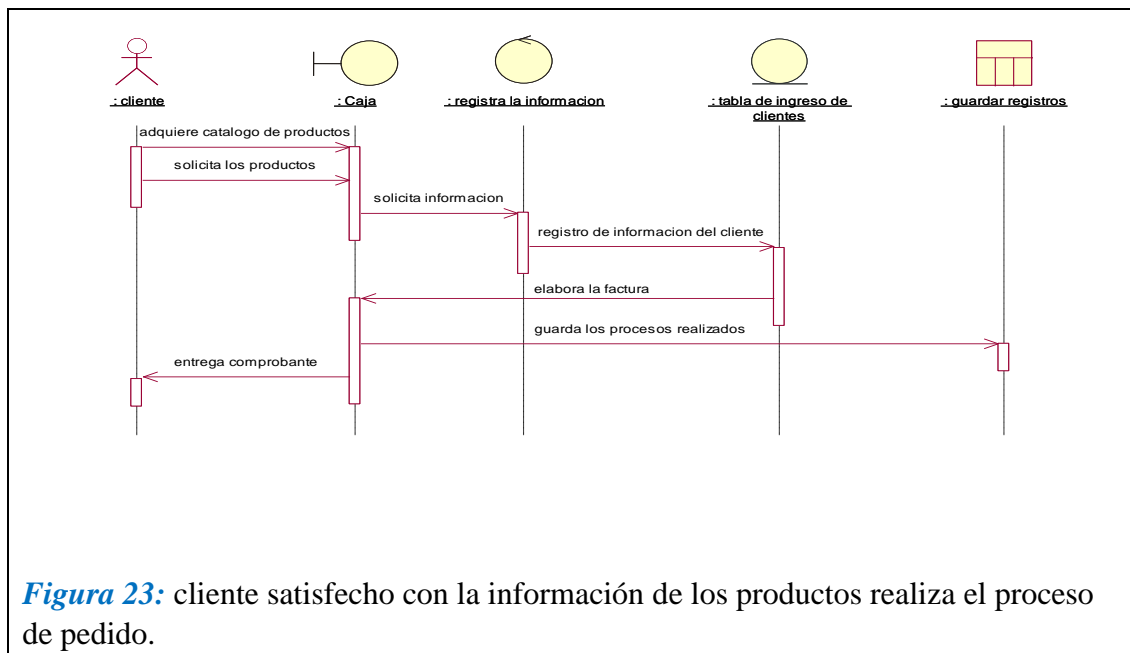 : cliente
: Caja
: registra la informacion
: tabla de ingreso de
clientes
: guardar registros
adquiere catalogo de productos
solicita los productos
solicita informacion
registro de informacion del cliente
elabora la factura
guarda los procesos realizados
entrega comprobante
Figura 23: cliente satisfecho con la información de los productos realiza el proceso
de pedido.